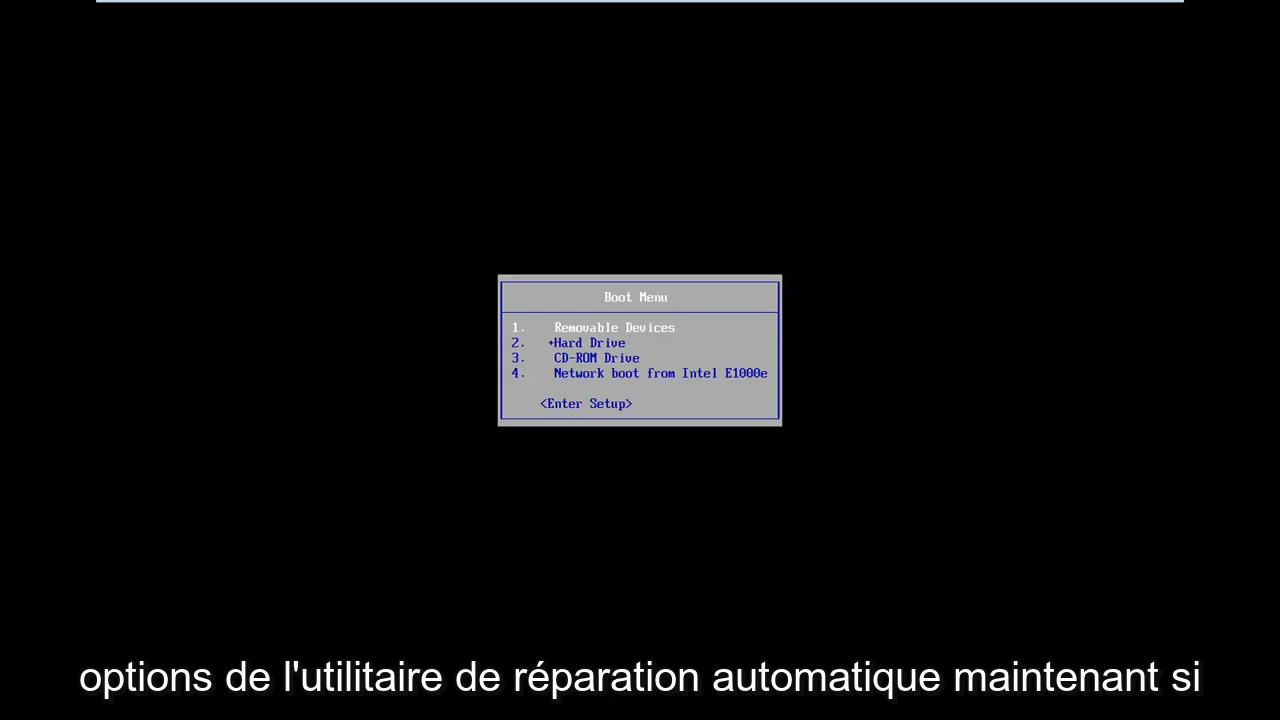 Boot Menu
1. Removable Devices
2. +Hard Drive
3. CD-ROM Drive
4. Network boot from Intel E1000e
<Enter Setup>
options de l'utilitaire de réparation automatique maintenant si